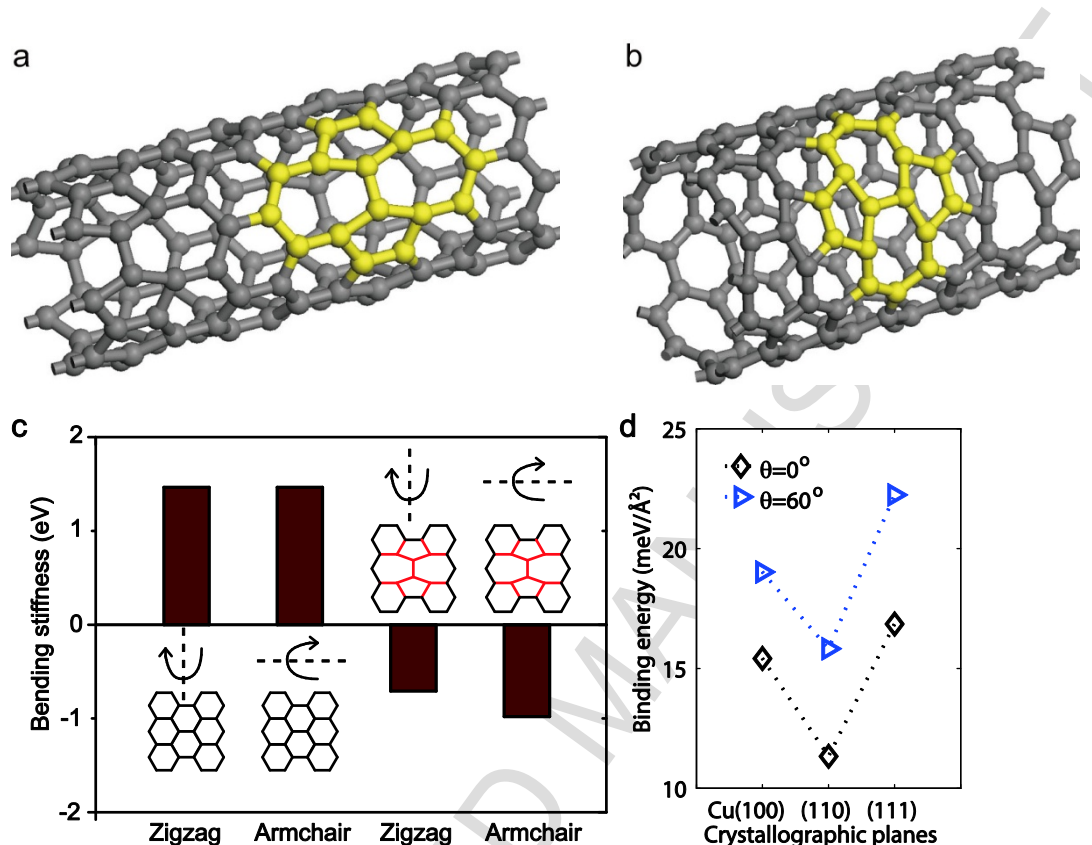 a
b
c
Bending stiffness (eV)
2
1
0
-1
-2
Zigzag Armchair Zigzag Armchair
d
Binding energy (meV/Å²)
25
20
15
10
θ=0°
θ=60°
Cu(100) (110) (111)
Crystallographic planes